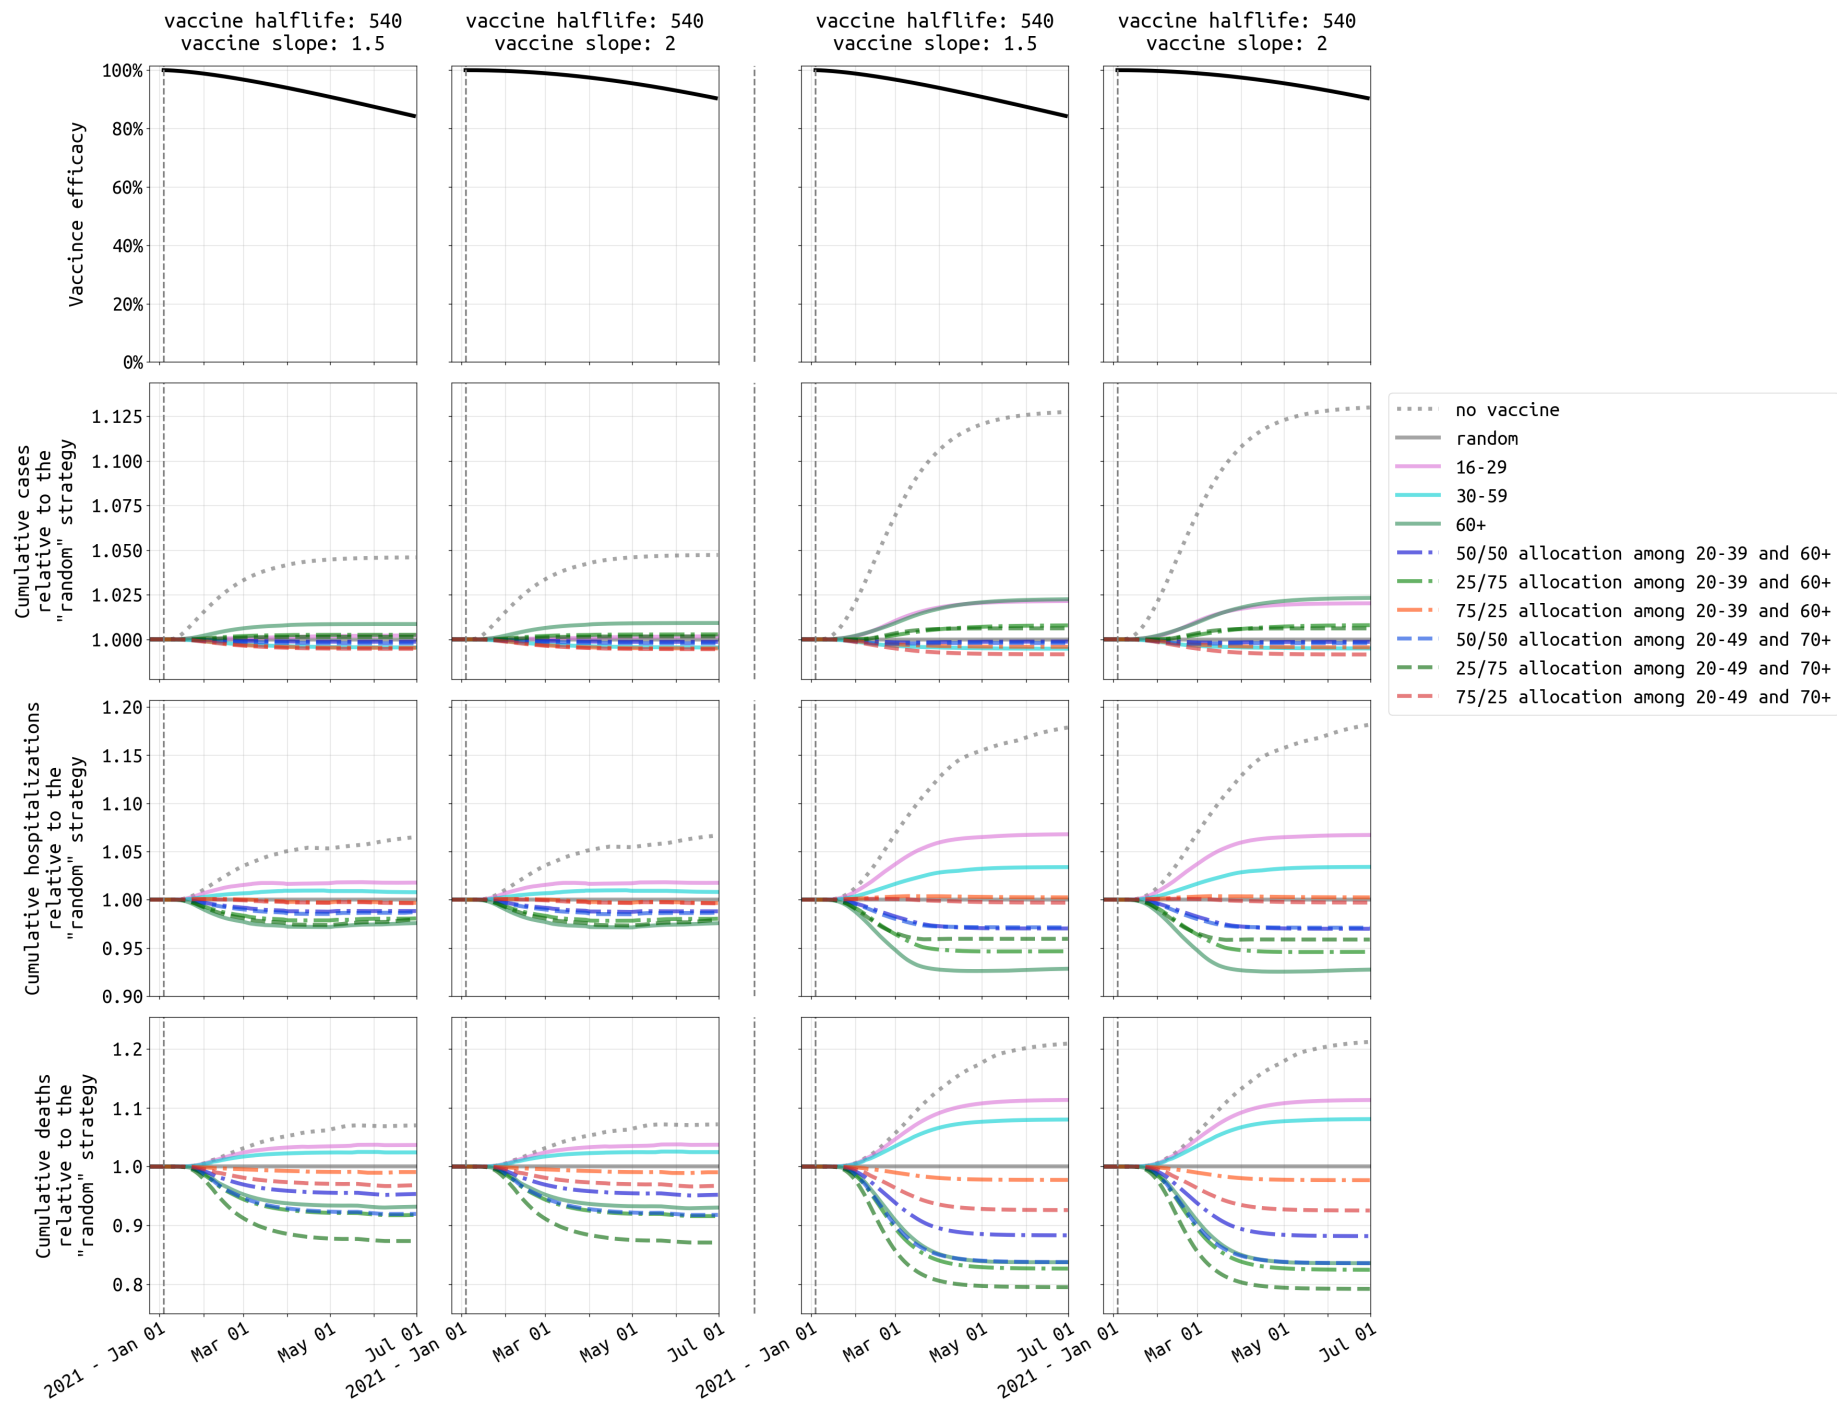 vaccine halflife: 540
vaccine slope: 1.5
vaccine halflife: 540
vaccine slope: 2
vaccine halflife: 540
vaccine slope: 1.5
vaccine halflife: 540
vaccine slope: 2
Vaccince efficacy
100%
80%
60%
40%
20%
0%
Cumulative cases
relative to the
"random" strategy
1.125
1.100
1.075
1.050
1.025
1.000
no vaccine
random
16-29
30-59
60+
50/50 allocation among 20-39 and 60+
25/75 allocation among 20-39 and 60+
75/25 allocation among 20-39 and 60+
50/50 allocation among 20-49 and 70+
25/75 allocation among 20-49 and 70+
75/25 allocation among 20-49 and 70+
Cumulative hospitalizations
relative to the
"random" strategy
1.20
1.15
1.10
1.05
1.00
0.95
0.90
Cumulative deaths
relative to the
"random" strategy
1.2
1.1
1.0
0.9
0.8
2021 - Jan 01
Mar 01
May 01
Jul 01
2021 - Jan 01
Mar 01
May 01
Jul 01
2021 - Jan 01
Mar 01
May 01
Jul 01
2021 - Jan 01
Mar 01
May 01
Jul 01